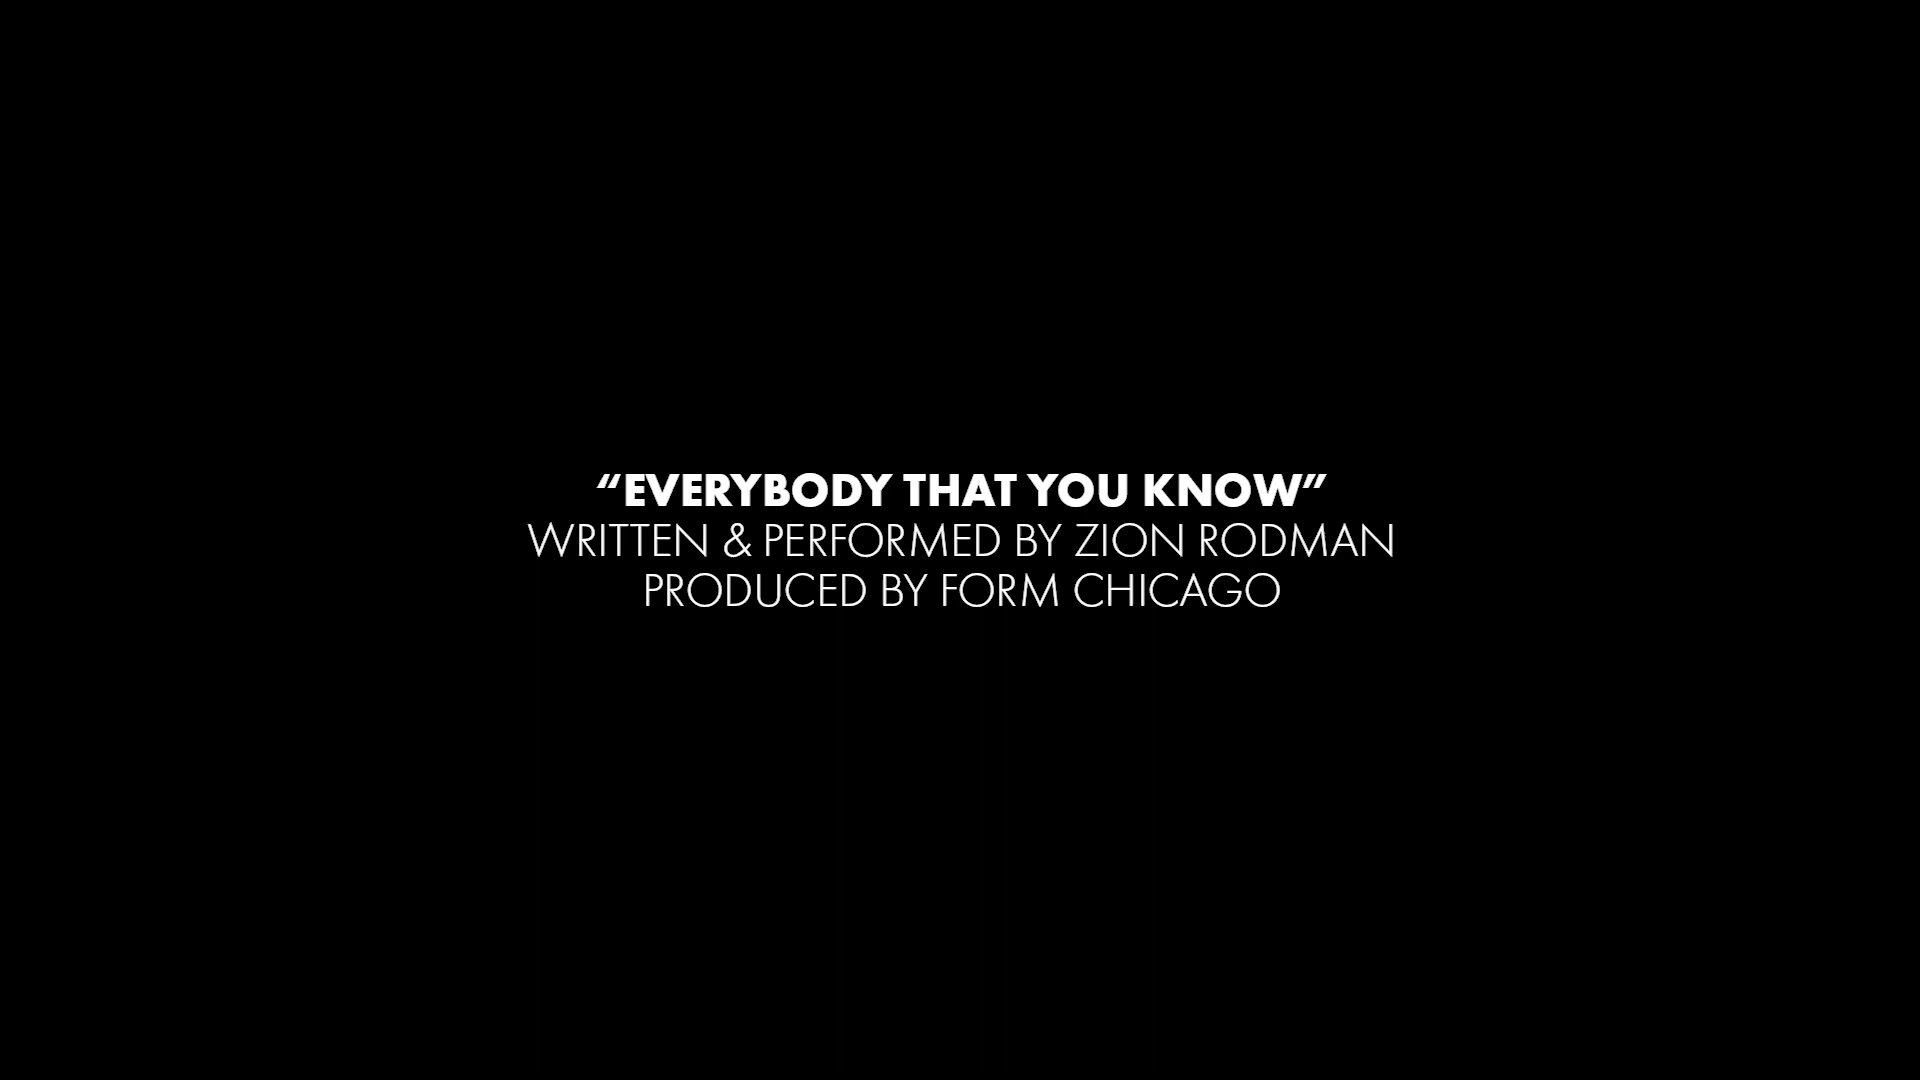 “EVERYBODY THAT YOU KNOW”
WRITTEN & PERFORMED BY ZION RODMAN
PRODUCED BY FORM CHICAGO